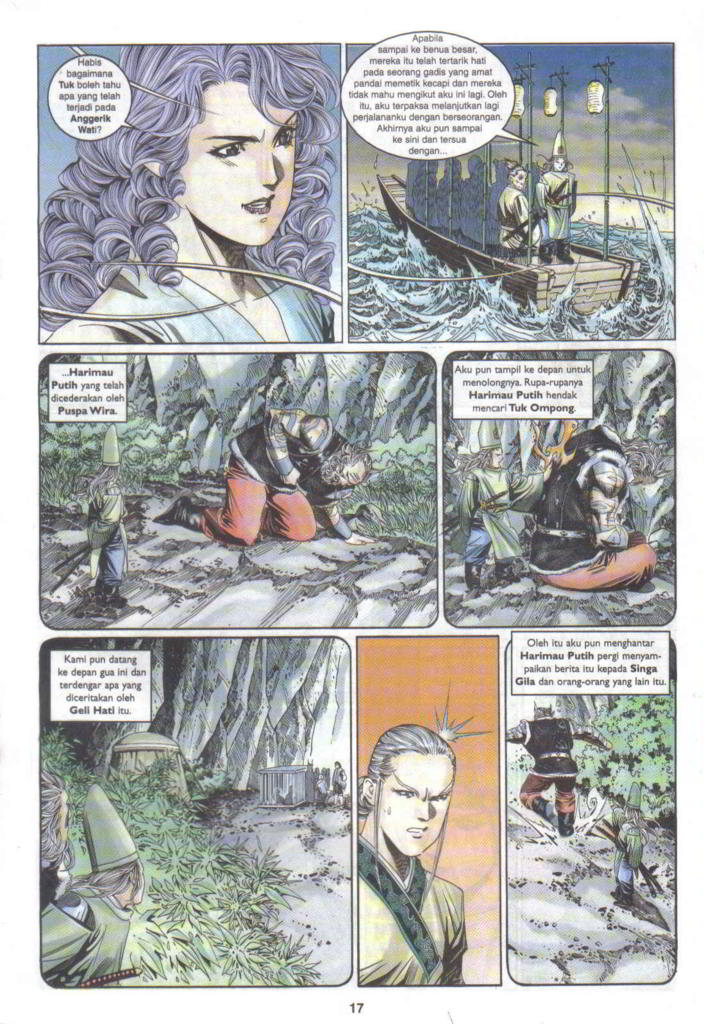 Habis
bagaimana
Tuk boleh tahu
apa yang telah
terjadi pada
Anggerik
Wati?
Apabila
sampai ke benua besar,
mereka itu telah tertarik hati
pada seorang gadis yang amat
pandai memetik kecapi dan mereka
tidak mahu mengikut aku ini lagi. Oleh
itu, aku terpaksa melanjutkan lagi
perjalananku dengan berseorangan.
Akhirnya aku pun sampai
ke sini dan tersua
dengan...
...Harimau
Putih yang telah
dicederakan oleh
Puspa Wira.
Aku pun tampil ke depan untuk
menolongnya. Rupa-rupanya
Harimau Putih hendak
mencari Tuk Ompong.
Kami pun datang
ke depan gua ini dan
terdengar apa yang
diceritakan oleh
Geli Hati itu.
Oleh itu aku pun menghantar
Harimau Putih pergi menyam-
paikan berita itu kepada Singa
Gila dan orang-orang yang lain itu.
17